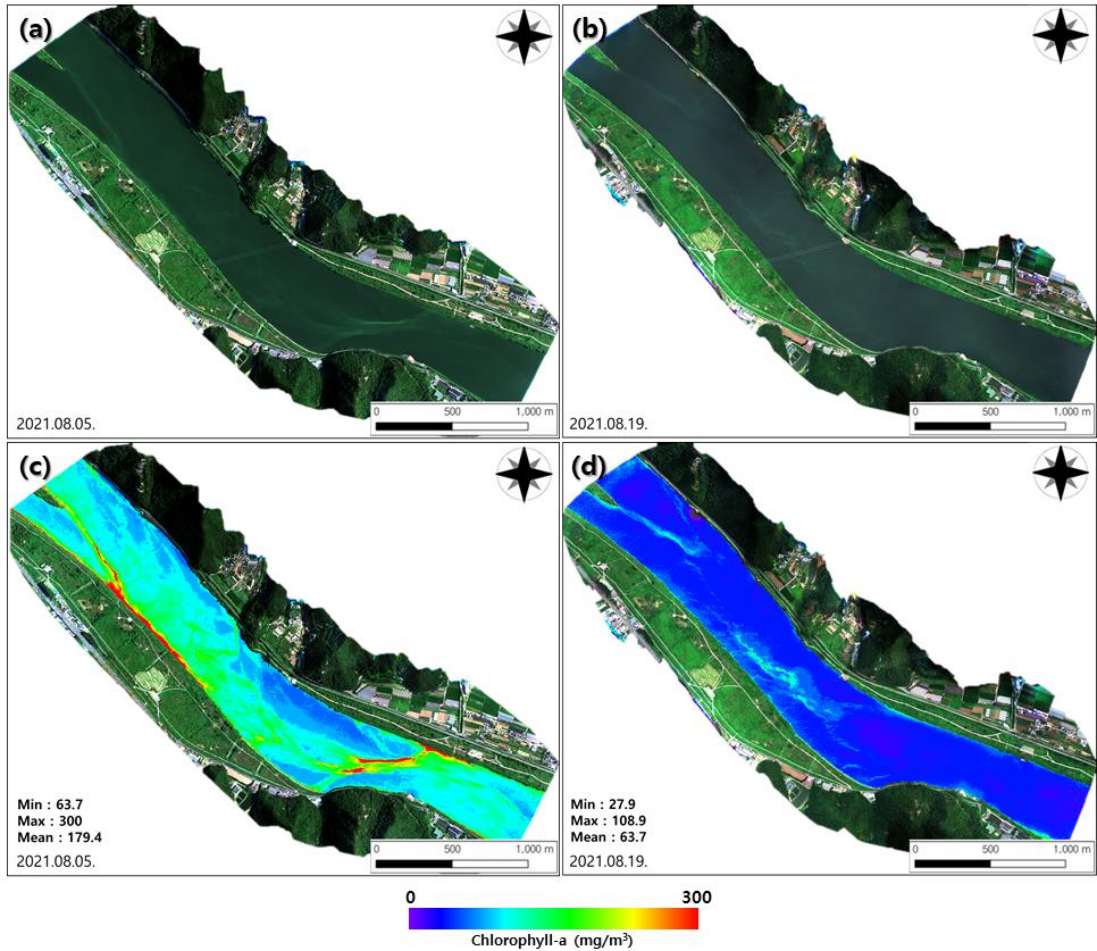 (a)
2021.08.05.
0 500 1,000 m
(b)
2021.08.19.
0 500 1,000 m
(c)
Min : 63.7
Max : 300
Mean : 179.4
2021.08.05.
0 500 1,000 m
(d)
Min : 27.9
Max : 108.9
Mean : 63.7
2021.08.19.
0 500 1,000 m
0 300
Chlorophyll-a (mg/m³)